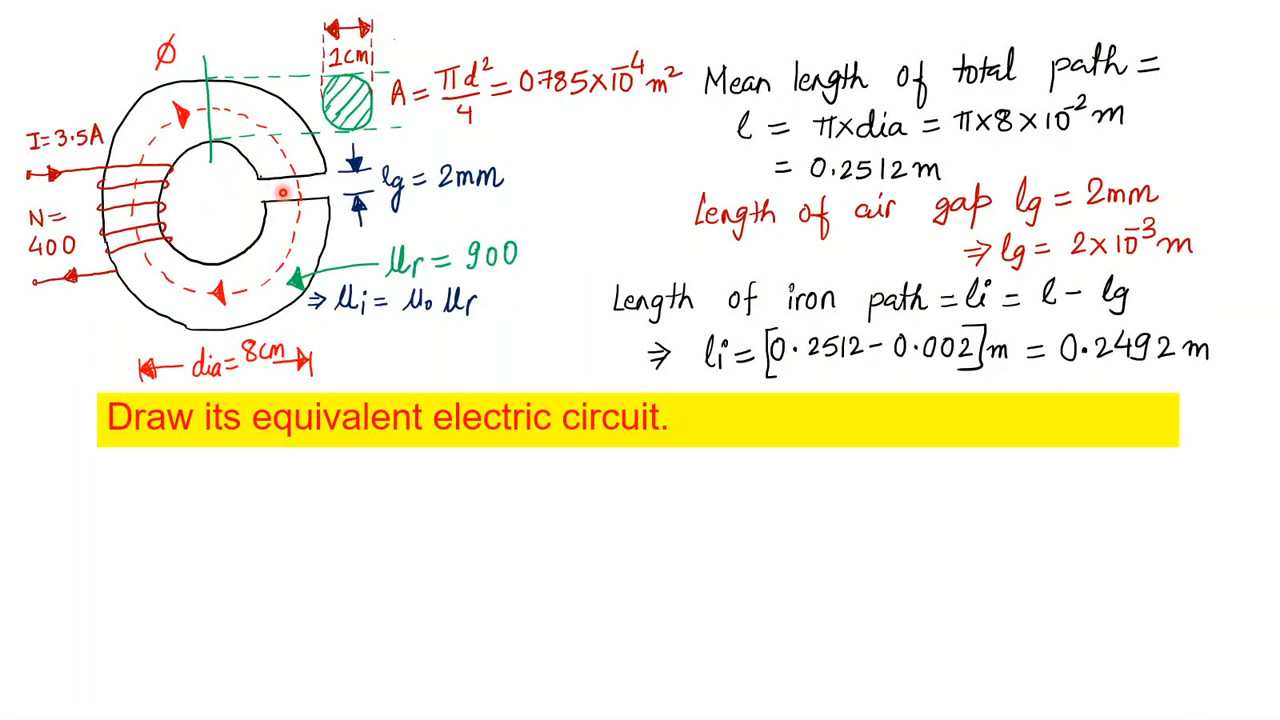 Ø
1cm
A = πd²/4 = 0.785×10⁻⁴ m²
I = 3.5A
N =
400
lg = 2mm
μr = 900
⇒ μi = μ₀ μr
dia = 8cm
Mean length of total path =
l = π×dia = π×8×10⁻² m
= 0.2512 m
Length of air gap lg = 2mm
⇒ lg = 2×10⁻³ m
Length of iron path = li = l - lg
⇒ li = [0.2512 - 0.002] m = 0.2492 m
Draw its equivalent electric circuit.